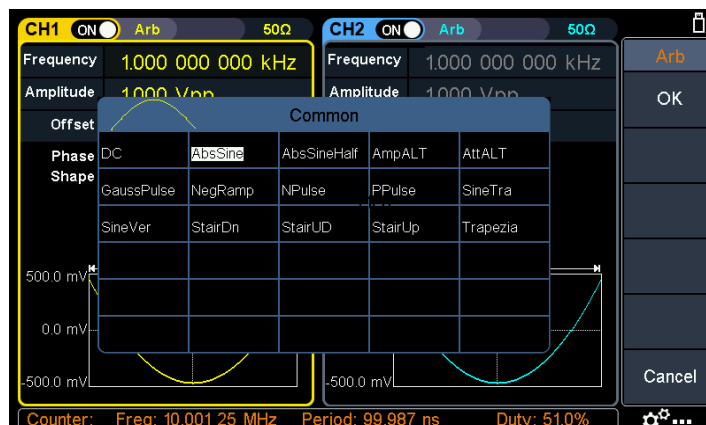 CH1 ON Arb 50Ω
CH2 ON Arb 50Ω
Frequency 1.000 000 000 kHz
Frequency 1.000 000 000 kHz
Arb
Amplitude 1.000 Vpp
Amplitude 1.000 Vpp
OK
Offset
Common
Phase
Shape
DC AbsSine AbsSineHalf AmpALT AttALT
GaussPulse NegRamp NPulse PPulse SineTra
SineVer StairDn StairUD StairUp Trapezia
500.0 mV
0.0 mV
-500.0 mV
-500.0 mV
Cancel
Counter: Freq: 10.001 25 MHz Period: 99.987 ns Duty: 51.0%